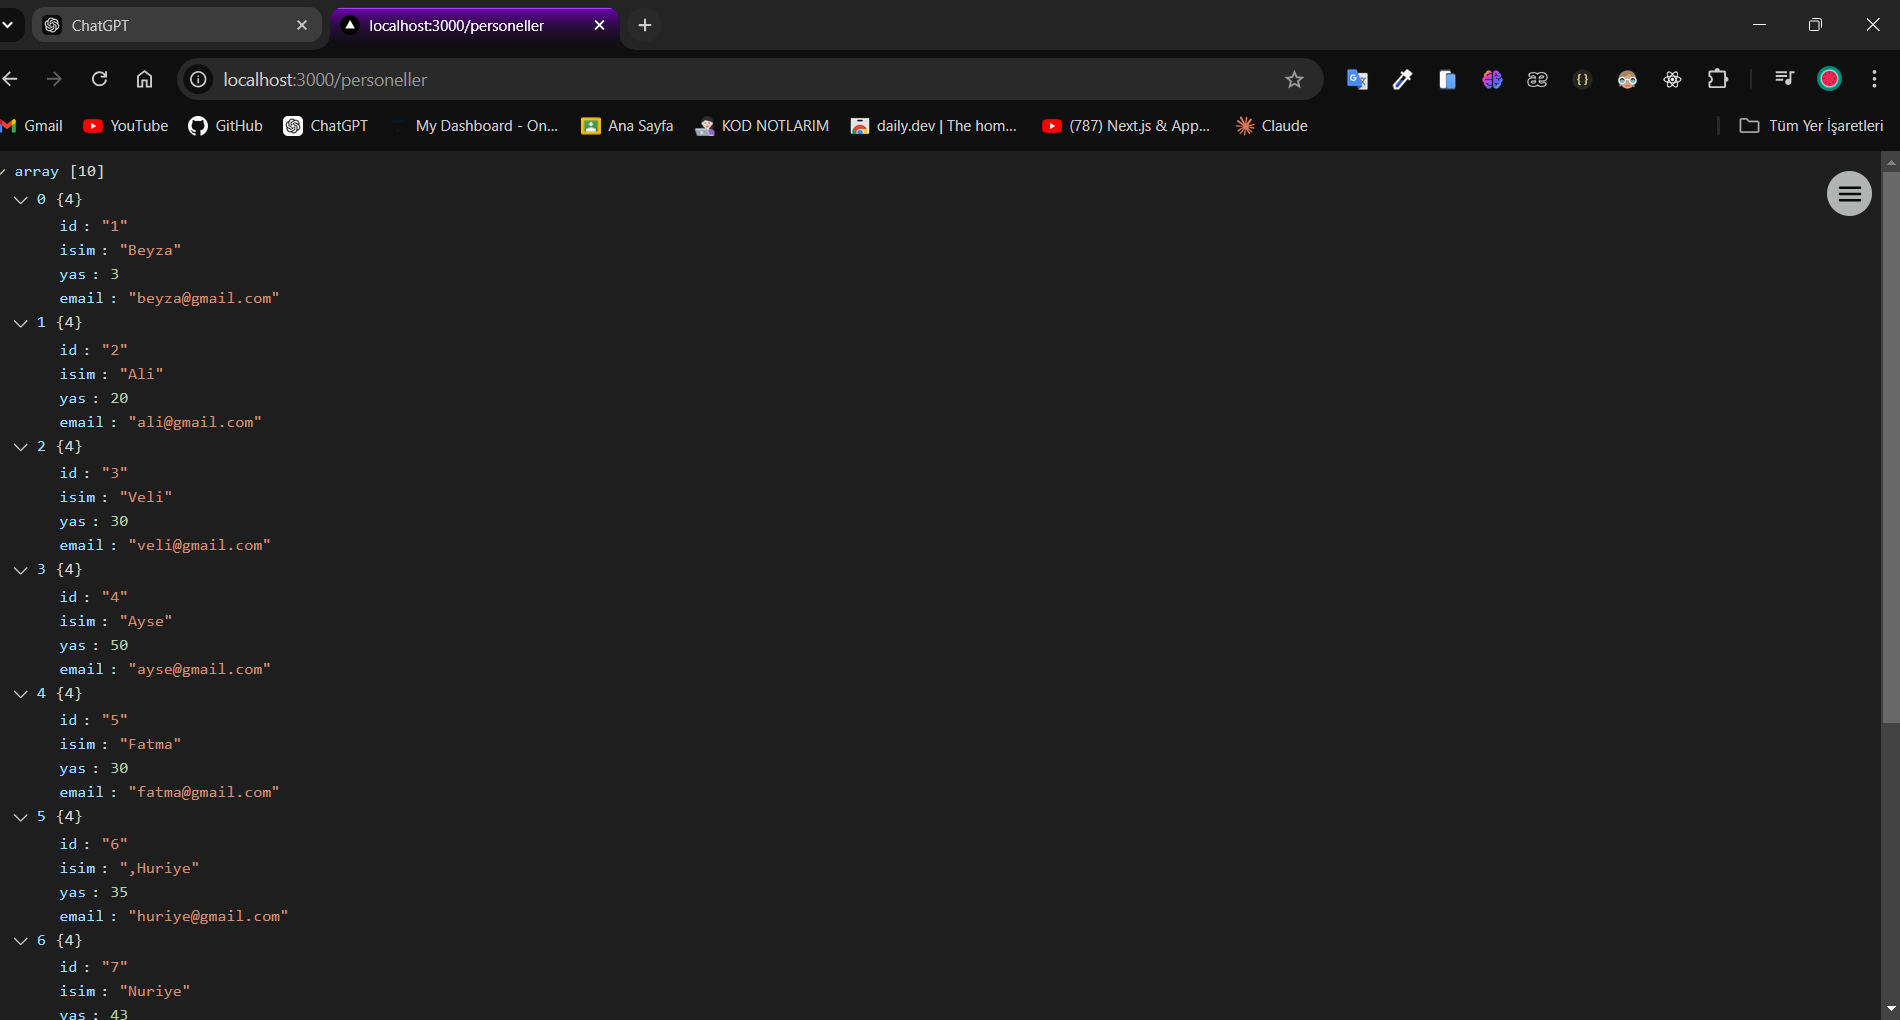 ChatGPT
localhost:3000/personeller
localhost:3000/personeller
Gmail
YouTube
GitHub
ChatGPT
My Dashboard - On...
Ana Sayfa
KOD NOTLARIM
daily.dev | The hom...
(787) Next.js & App...
Claude
Tüm Yer İşaretleri
array [10]
0 {4}
id : "1"
isim : "Beyza"
yas : 3
email : "beyza@gmail.com"
1 {4}
id : "2"
isim : "Ali"
yas : 20
email : "ali@gmail.com"
2 {4}
id : "3"
isim : "Veli"
yas : 30
email : "veli@gmail.com"
3 {4}
id : "4"
isim : "Ayse"
yas : 50
email : "ayse@gmail.com"
4 {4}
id : "5"
isim : "Fatma"
yas : 30
email : "fatma@gmail.com"
5 {4}
id : "6"
isim : ",Huriye"
yas : 35
email : "huriye@gmail.com"
6 {4}
id : "7"
isim : "Nuriye"
yas : 43